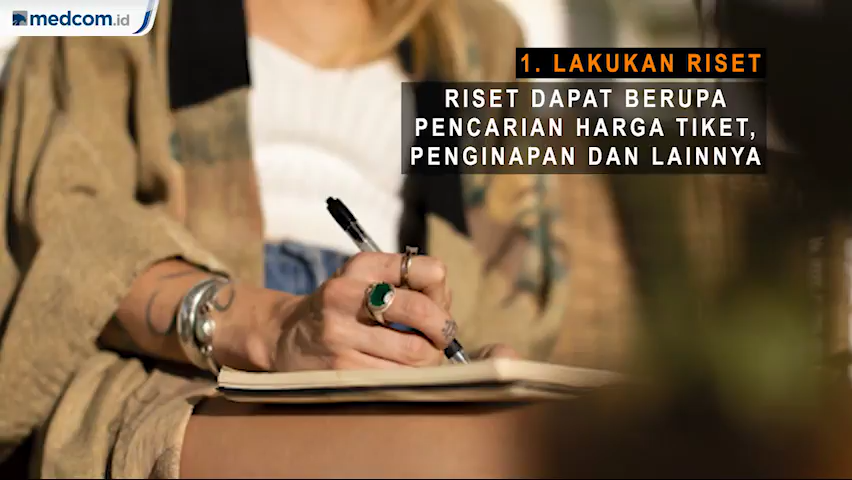 medcom.id
1. LAKUKAN RISET
RISET DAPAT BERUPA
PENCARIAN HARGA TIKET,
PENGINAPAN DAN LAINNYA